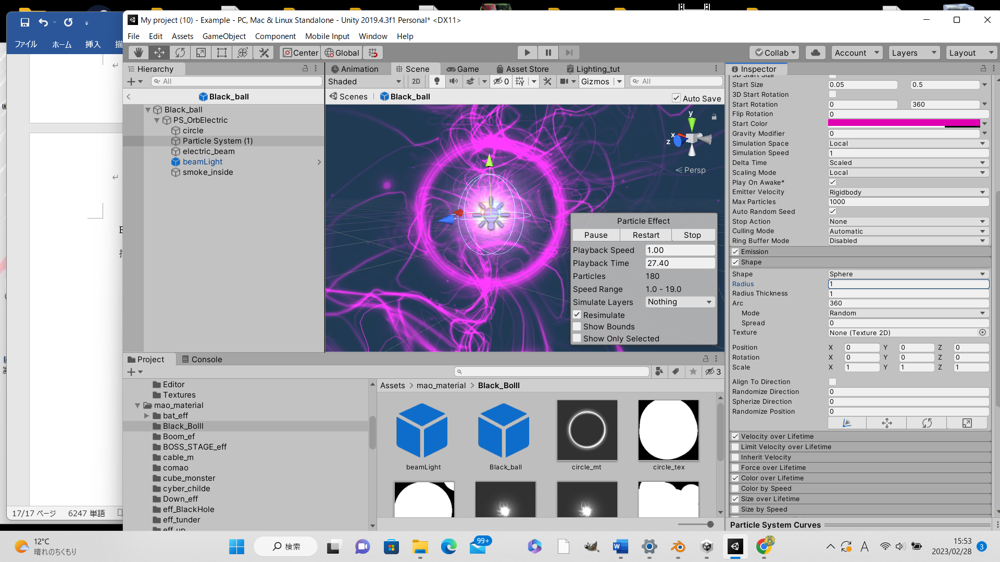 My project (10) - Example - PC, Mac & Linux Standalone - Unity 2019.4.3f1 Personal* <DX11>
File Edit Assets GameObject Component Mobile Input Window Help
ファイル ホーム 挿入 描
Center Global Collab Account Layers Layout
Hierarchy
All
Black_ball
Black_ball
PS_OrbElectric
circle
Particle System (1)
electric_beam
beamLight
smoke_inside
Animation Scene Game Asset Store Lighting_tut
Shaded 2D 0 Gizmos All
Scenes Black_ball Auto Save
y
x
z
Persp
Particle Effect
Pause Restart Stop
Playback Speed 1.00
Playback Time 27.40
Particles 180
Speed Range 1.0 - 19.0
Simulate Layers Nothing
Resimulate
Show Bounds
Show Only Selected
Inspector
3D Start Size
Start Size 0.05 0.5
3D Start Rotation
Start Rotation 0 360
Flip Rotation 0
Start Color
Gravity Modifier 0
Simulation Space Local
Simulation Speed 1
Delta Time Scaled
Scaling Mode Local
Play On Awake*
Emitter Velocity Rigidbody
Max Particles 1000
Auto Random Seed
Stop Action None
Culling Mode Automatic
Ring Buffer Mode Disabled
Emission
Shape
Shape Sphere
Radius 1
Radius Thickness 1
Arc 360
Mode Random
Spread 0
Texture None (Texture 2D)
Position X 0 Y 0 Z 0
Rotation X 0 Y 0 Z 0
Scale X 1 Y 1 Z 1
Align To Direction
Randomize Direction 0
Spherize Direction 0
Randomize Position 0
Velocity over Lifetime
Limit Velocity over Lifetime
Inherit Velocity
Force over Lifetime
Color over Lifetime
Color by Speed
Size over Lifetime
Size by Speed
Particle System Curves
Project Console
3
Editor
Textures
mao_material
bat_eff
Black_Bolll
Boom_ef
BOSS_STAGE_eff
cable_m
comao
cube_monster
cyber_childe
Down_eff
eff_BlackHole
eff_tunder
eff_up
Assets > mao_material > Black_Bolll
beamLight Black_ball circle_mt circle_tex
17/17 ページ 6247 単語
12°C
晴れのちくもり
検索
99+
A
15:53
2023/02/28
3